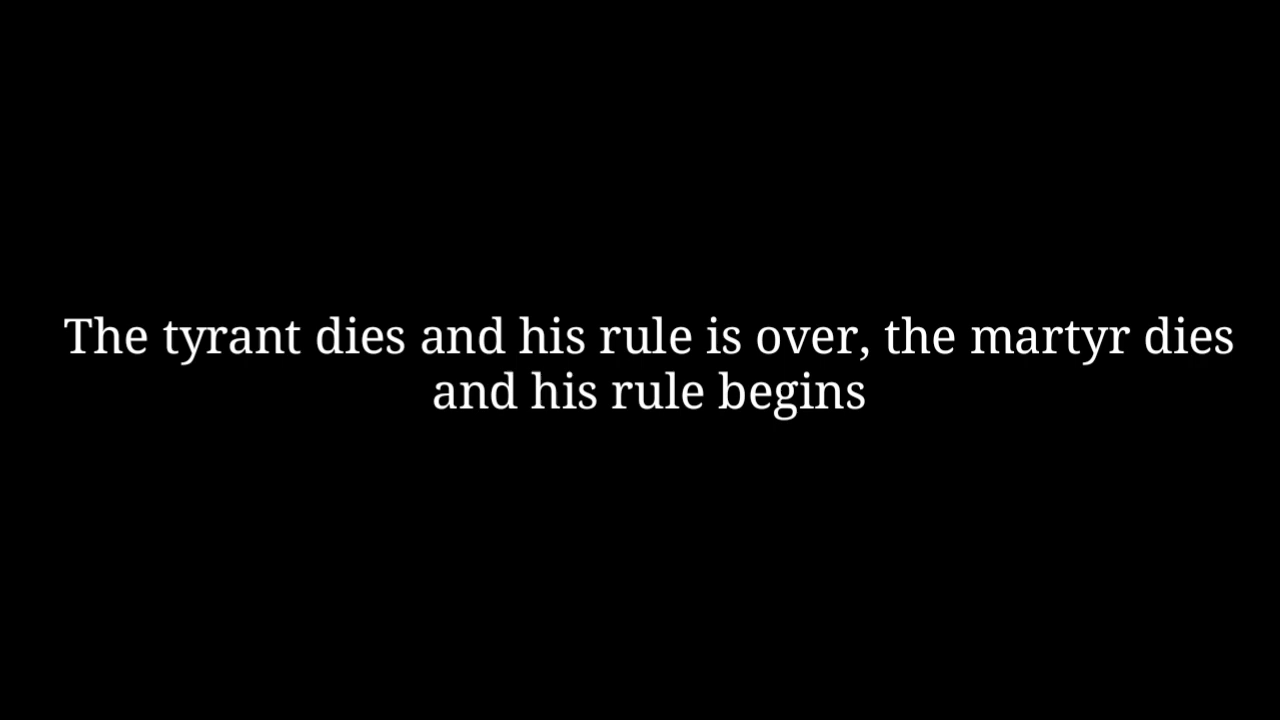 The tyrant dies and his rule is over, the martyr dies
and his rule begins